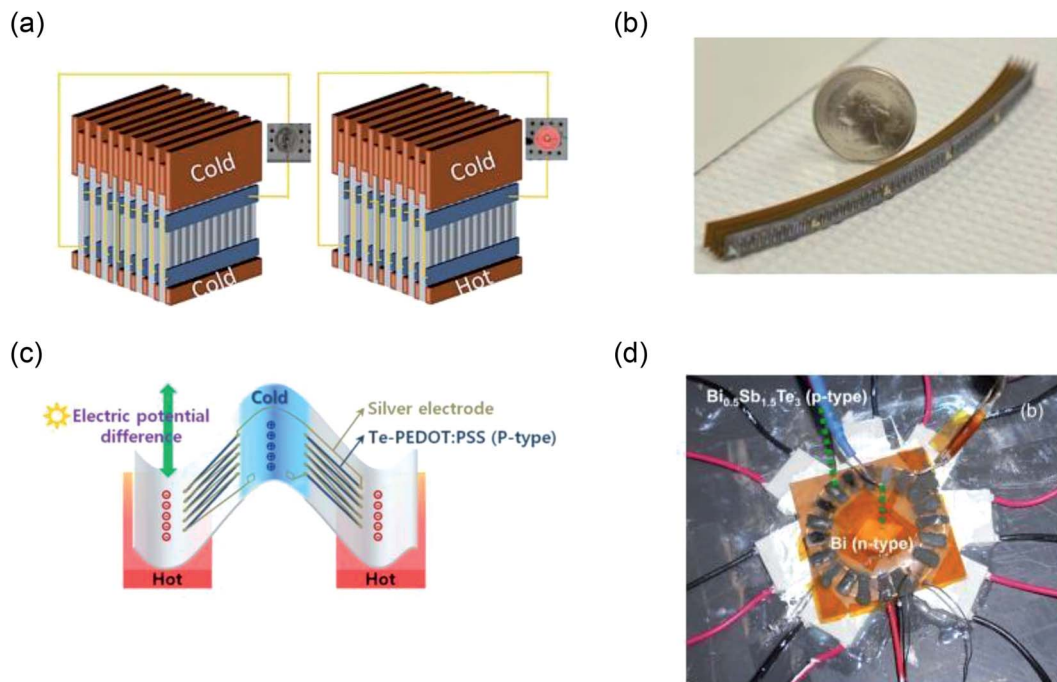 (a)
Cold
Cold
Cold
Hot
(b)
(c)
Cold
Electric potential
difference
Silver electrode
Te-PEDOT:PSS (P-type)
Hot
Hot
(d)
Bi0.5Sb1.5Te3 (p-type)
(b)
Bi (n-type)